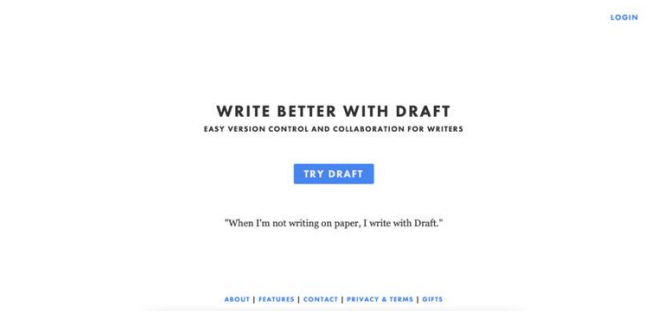 LOGIN
WRITE BETTER WITH DRAFT
EASY VERSION CONTROL AND COLLABORATION FOR WRITERS
TRY DRAFT
"When I'm not writing on paper, I write with Draft."
ABOUT | FEATURES | CONTACT | PRIVACY & TERMS | GIFTS